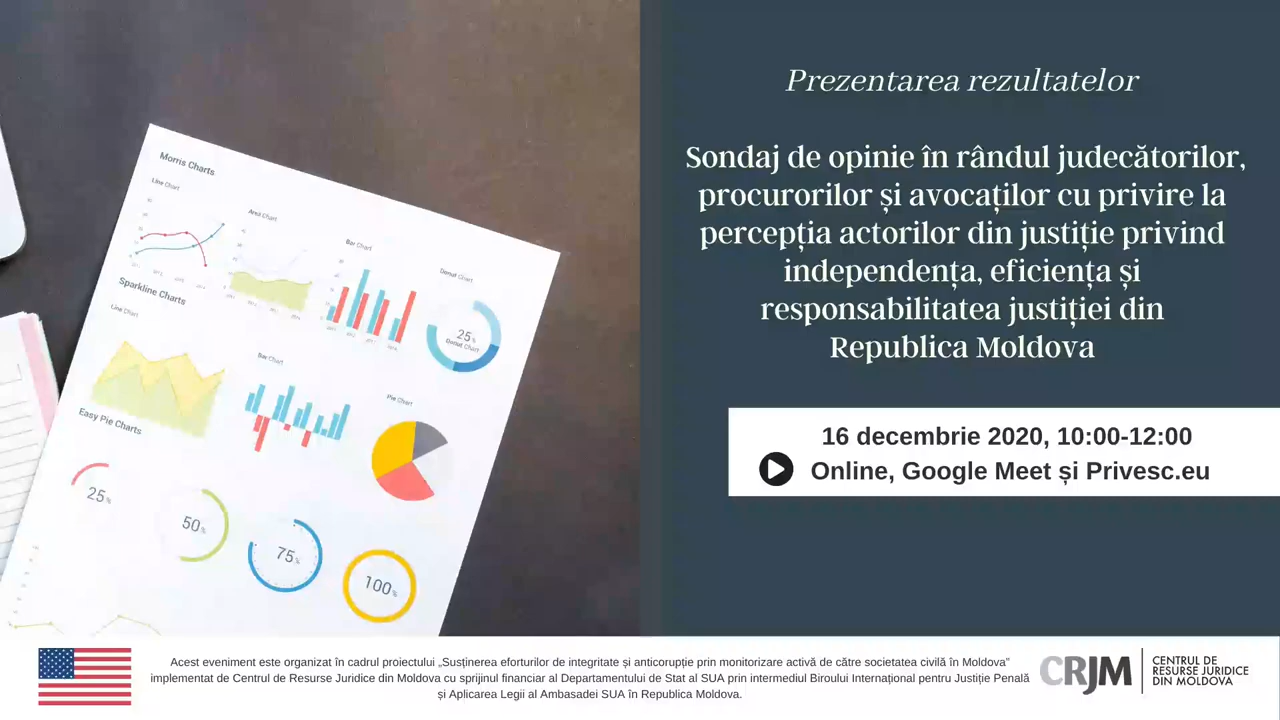 Prezentarea rezultatelor
Sondaj de opinie în rândul judecătorilor,
procurorilor și avocaților cu privire la
percepția actorilor din justiție privind
independența, eficiența și
responsabilitatea justiției din
Republica Moldova
16 decembrie 2020, 10:00-12:00
Online, Google Meet și Privesc.eu
Morris Charts
Line Chart
Area Chart
Bar Chart
Donut Chart
25%
Donut Chart
Sparkline Charts
Line Chart
Bar Chart
Pie Chart
Easy Pie Charts
25%
50%
75%
100%
Acest eveniment este organizat în cadrul proiectului „Susținerea eforturilor de integritate și anticorupție prin monitorizare activă de către societatea civilă în Moldova”
implementat de Centrul de Resurse Juridice din Moldova cu sprijinul financiar al Departamentului de Stat al SUA prin intermediul Biroului Internațional pentru Justiție Penală
și Aplicarea Legii al Ambasadei SUA în Republica Moldova.
CRJM
CENTRUL DE
RESURSE JURIDICE
DIN MOLDOVA